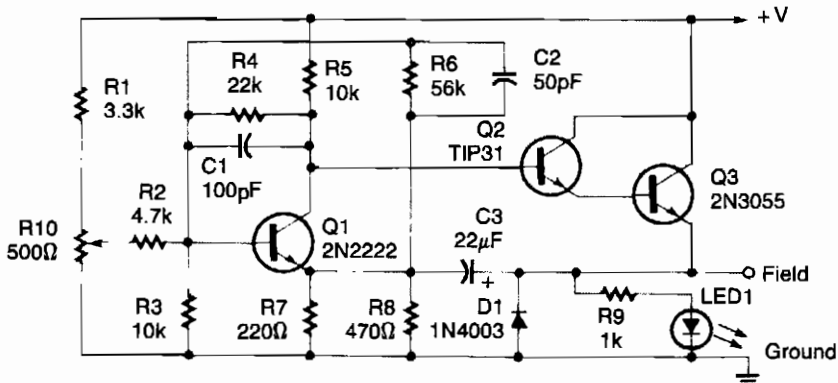 +V
R1
3.3k
R4
22k
R5
10k
R6
56k
C2
50pF
C1
100pF
Q2
TIP31
Q3
2N3055
R2
4.7k
R10
500Ω
Q1
2N2222
C3
22µF
+
Field
R3
10k
R7
220Ω
R8
470Ω
D1
1N4003
R9
1k
LED1
Ground